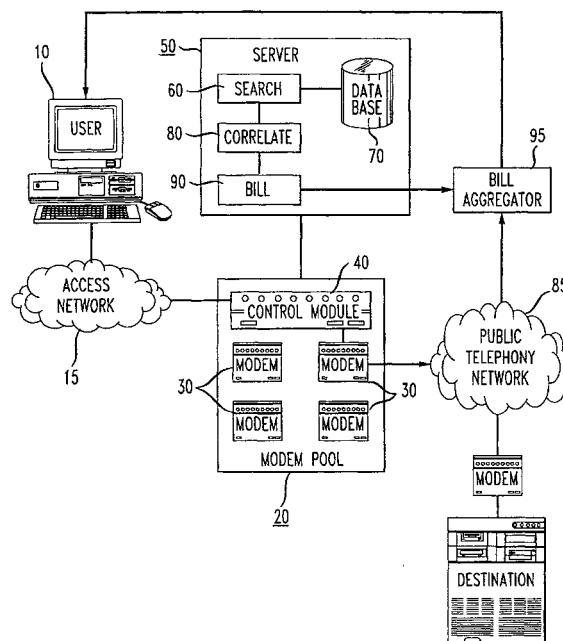 10
50
SERVER
60
SEARCH
DATA
BASE
USER
80
CORRELATE
70
95
90
BILL
BILL
AGGREGATOR
ACCESS
NETWORK
15
40
CONTROL MODULE
85
PUBLIC
TELEPHONY
NETWORK
30
MODEM
MODEM
30
MODEM
MODEM
MODEM POOL
20
MODEM
DESTINATION